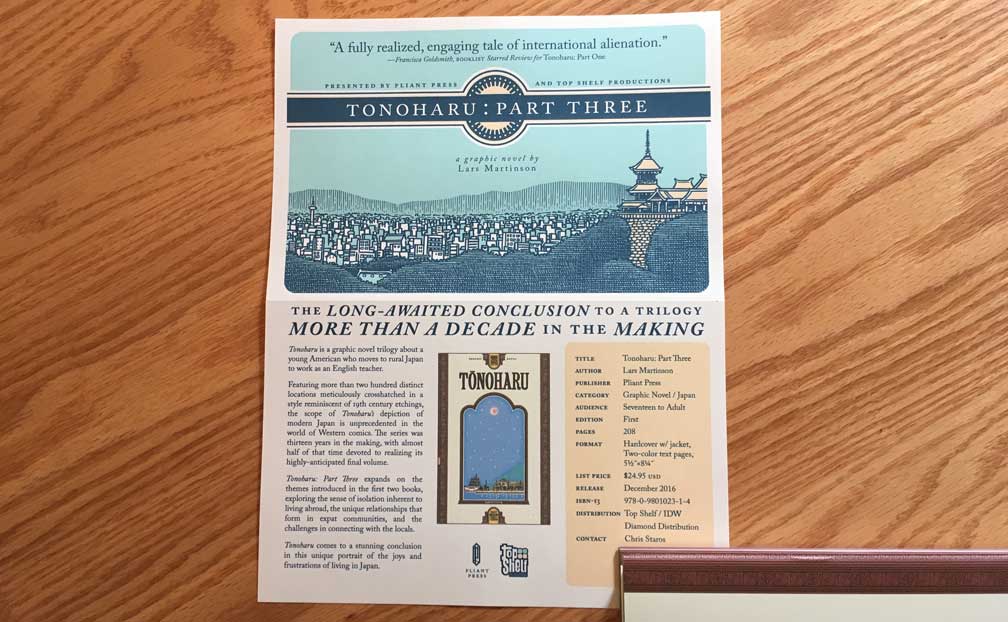 “A fully realized, engaging tale of international alienation.”
—Francisca Goldsmith, BOOKLIST Starred Review for Tonoharu: Part One
PRESENTED BY PLIANT PRESS AND TOP SHELF PRODUCTIONS
TONOHARU: PART THREE
a graphic novel by
Lars Martinson
THE LONG-AWAITED CONCLUSION TO A TRILOGY
MORE THAN A DECADE IN THE MAKING
Tonoharu is a graphic novel trilogy about a
young American who moves to rural Japan
to work as an English teacher.
Featuring more than two hundred distinct
locations meticulously crosshatched in a
style reminiscent of 19th century etchings,
the scope of Tonoharu's depiction of
modern Japan is unprecedented in the
world of Western comics. The series was
thirteen years in the making, with almost
half of that time devoted to realizing its
highly-anticipated final volume.
Tonoharu: Part Three expands on the
themes introduced in the first two books,
exploring the sense of isolation inherent to
living abroad, the unique relationships that
form in expat communities, and the
challenges in connecting with the locals.
Tonoharu comes to a stunning conclusion
in this unique portrait of the joys and
frustrations of living in Japan.
TŌNOHARU
PLIANT
PRESS
Top
Shelf
TITLE Tonoharu: Part Three
AUTHOR Lars Martinson
PUBLISHER Pliant Press
CATEGORY Graphic Novel / Japan
AUDIENCE Seventeen to Adult
EDITION First
PAGES 208
FORMAT Hardcover w/ jacket,
Two-color text pages,
5½"×8¼"
LIST PRICE $24.95 USD
RELEASE December 2016
ISBN-13 978-0-9801023-1-4
DISTRIBUTION Top Shelf / IDW
Diamond Distribution
CONTACT Chris Staros